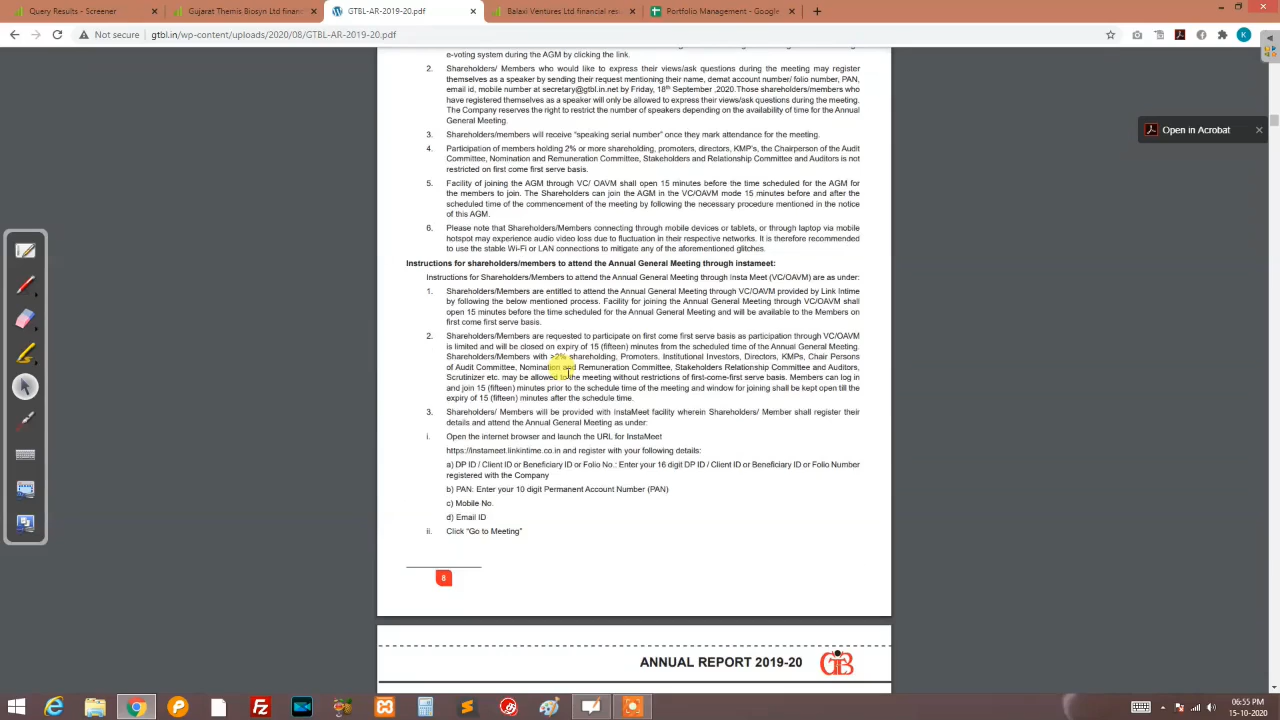 Query Results - Screener
Gujarat Themis Biosyn Ltd financ
GTBL-AR-2019-20.pdf
Balaxi Ventures Ltd financial res
Portfolio Management - Google
Not secure
gtbl.in/wp-content/uploads/2020/08/GTBL-AR-2019-20.pdf
K
e-voting system during the AGM by clicking the link.
2. Shareholders/ Members who would like to express their views/ask questions during the meeting may register
themselves as a speaker by sending their request mentioning their name, demat account number/ folio number, PAN,
email id, mobile number at secretary@gtbl.in.net by Friday, 18th September ,2020.Those shareholders/members who
have registered themselves as a speaker will only be allowed to express their views/ask questions during the meeting.
The Company reserves the right to restrict the number of speakers depending on the availability of time for the Annual
General Meeting.
3. Shareholders/members will receive “speaking serial number” once they mark attendance for the meeting.
4. Participation of members holding 2% or more shareholding, promoters, directors, KMP's, the Chairperson of the Audit
Committee, Nomination and Remuneration Committee, Stakeholders and Relationship Committee and Auditors is not
restricted on first come first serve basis.
5. Facility of joining the AGM through VC/ OAVM shall open 15 minutes before the time scheduled for the AGM for
the members to join. The Shareholders can join the AGM in the VC/OAVM mode 15 minutes before and after the
scheduled time of the commencement of the meeting by following the necessary procedure mentioned in the notice
of this AGM.
6. Please note that Shareholders/Members connecting through mobile devices or tablets, or through laptop via mobile
hotspot may experience audio video loss due to fluctuation in their respective networks. It is therefore recommended
to use the stable Wi-Fi or LAN connections to mitigate any of the aforementioned glitches.
Instructions for shareholders/members to attend the Annual General Meeting through instameet:
Instructions for Shareholders/Members to attend the Annual General Meeting through Insta Meet (VC/OAVM) are as under:
1. Shareholders/Members are entitled to attend the Annual General Meeting through VC/OAVM provided by Link Intime
by following the below mentioned process. Facility for joining the Annual General Meeting through VC/OAVM shall
open 15 minutes before the time scheduled for the Annual General Meeting and will be available to the Members on
first come first serve basis.
2. Shareholders/Members are requested to participate on first come first serve basis as participation through VC/OAVM
is limited and will be closed on expiry of 15 (fifteen) minutes from the scheduled time of the Annual General Meeting.
Shareholders/Members with >2% shareholding, Promoters, Institutional Investors, Directors, KMPs, Chair Persons
of Audit Committee, Nomination and Remuneration Committee, Stakeholders Relationship Committee and Auditors,
Scrutinizer etc. may be allowed to the meeting without restrictions of first-come-first serve basis. Members can log in
and join 15 (fifteen) minutes prior to the schedule time of the meeting and window for joining shall be kept open till the
expiry of 15 (fifteen) minutes after the schedule time.
3. Shareholders/ Members will be provided with InstaMeet facility wherein Shareholders/ Member shall register their
details and attend the Annual General Meeting as under:
i. Open the internet browser and launch the URL for InstaMeet
https://instameet.linkintime.co.in and register with your following details:
a) DP ID / Client ID or Beneficiary ID or Folio No.: Enter your 16 digit DP ID / Client ID or Beneficiary ID or Folio Number
registered with the Company
b) PAN: Enter your 10 digit Permanent Account Number (PAN)
c) Mobile No.
d) Email ID
ii. Click “Go to Meeting”
8
ANNUAL REPORT 2019-20
GTB
Open in Acrobat
06:55 PM
15-10-2020